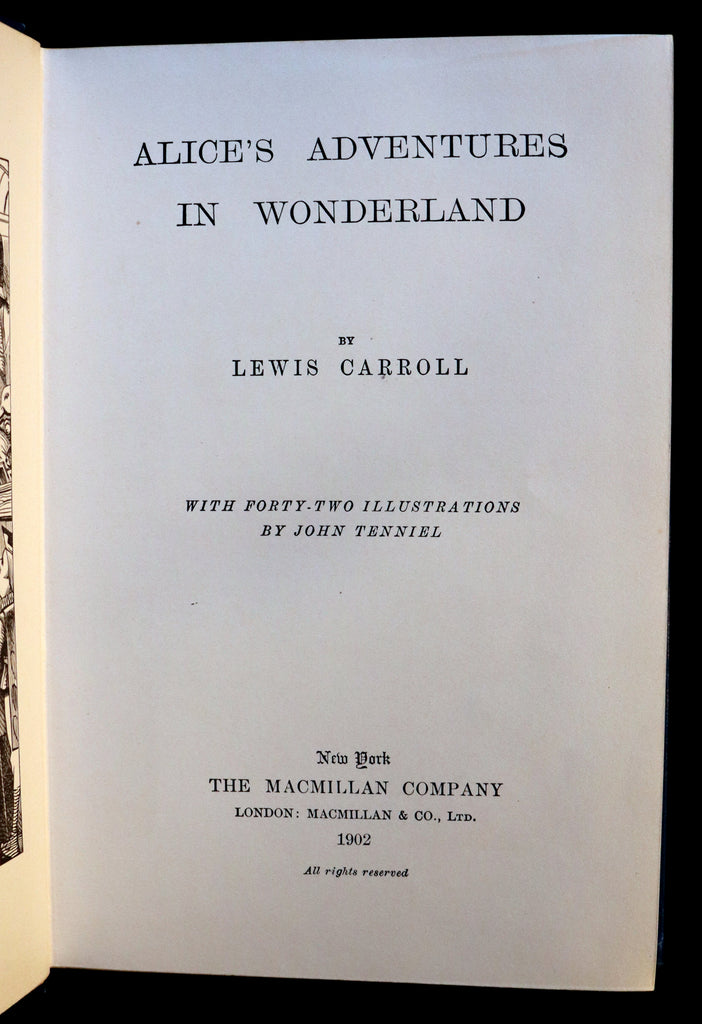 ALICE'S ADVENTURES
IN WONDERLAND
BY
LEWIS CARROLL
WITH FORTY-TWO ILLUSTRATIONS
BY JOHN TENNIEL
New York
THE MACMILLAN COMPANY
LONDON: MACMILLAN & CO., LTD.
1902
All rights reserved